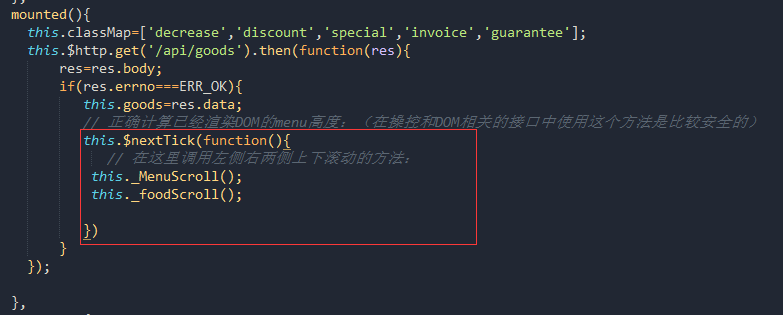 },
mounted(){
this.classMap=['decrease','discount','special','invoice','guarantee'];
this.$http.get('/api/goods').then(function(res){
res=res.body;
if(res.errno===ERR_OK){
this.goods=res.data;
// 正确计算已经渲染DOM的menu高度：（在操控和DOM相关的接口中使用这个方法是比较安全的）
this.$nextTick(function(){
// 在这里调用左侧右两侧上下滚动的方法：
this._MenuScroll();
this._foodScroll();
})
}
});
},